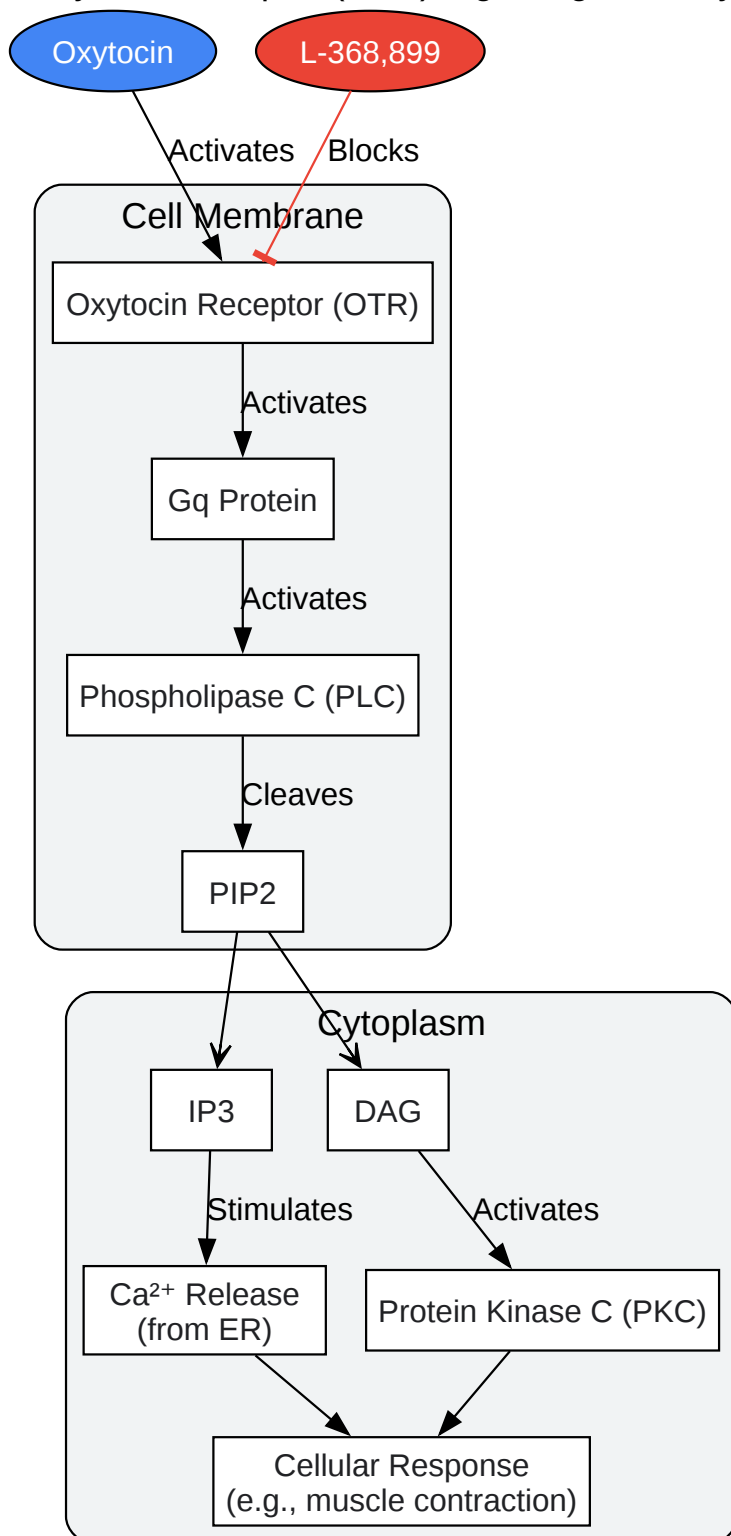 Oxytocin
L-368,899
Activates
Blocks
Cell Membrane
Oxytocin Receptor (OTR)
Activates
Gq Protein
Activates
Phospholipase C (PLC)
Cleaves
PIP2
Cytoplasm
IP3
DAG
Stimulates
Activates
Ca²⁺ Release
(from ER)
Protein Kinase C (PKC)
Cellular Response
(e.g., muscle contraction)